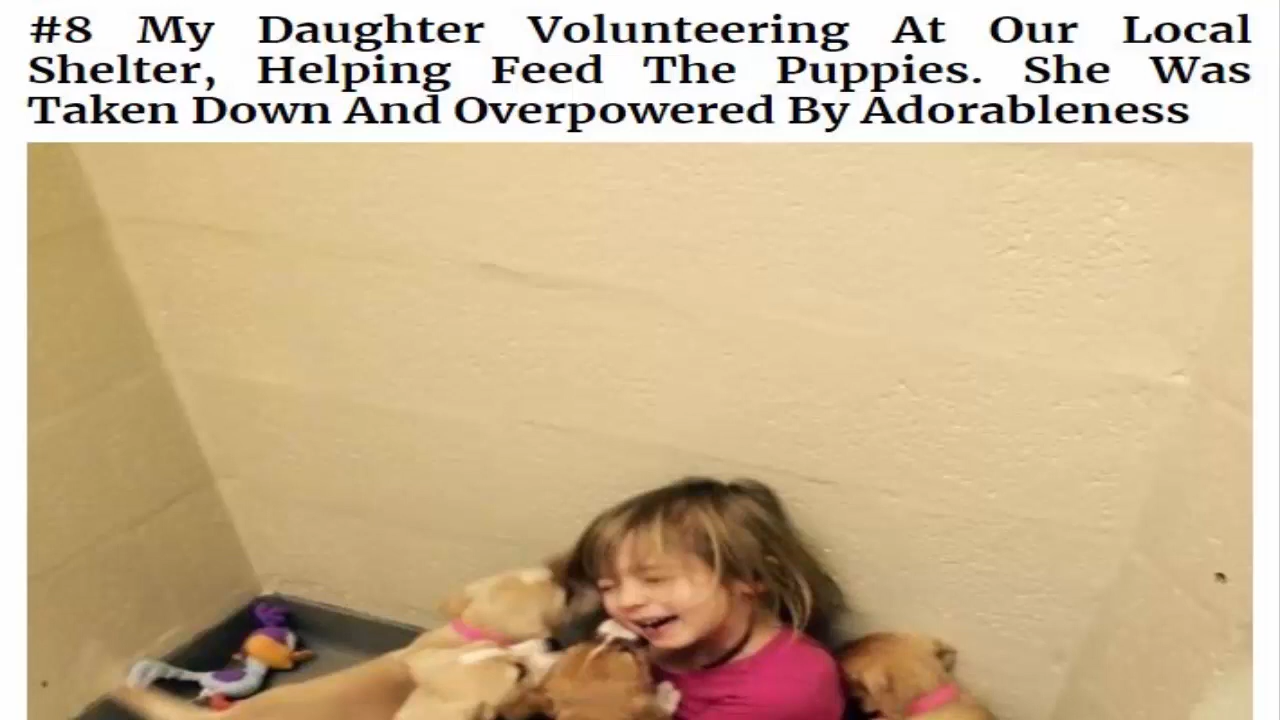 #8 My Daughter Volunteering At Our Local
Shelter, Helping Feed The Puppies. She Was
Taken Down And Overpowered By Adorableness